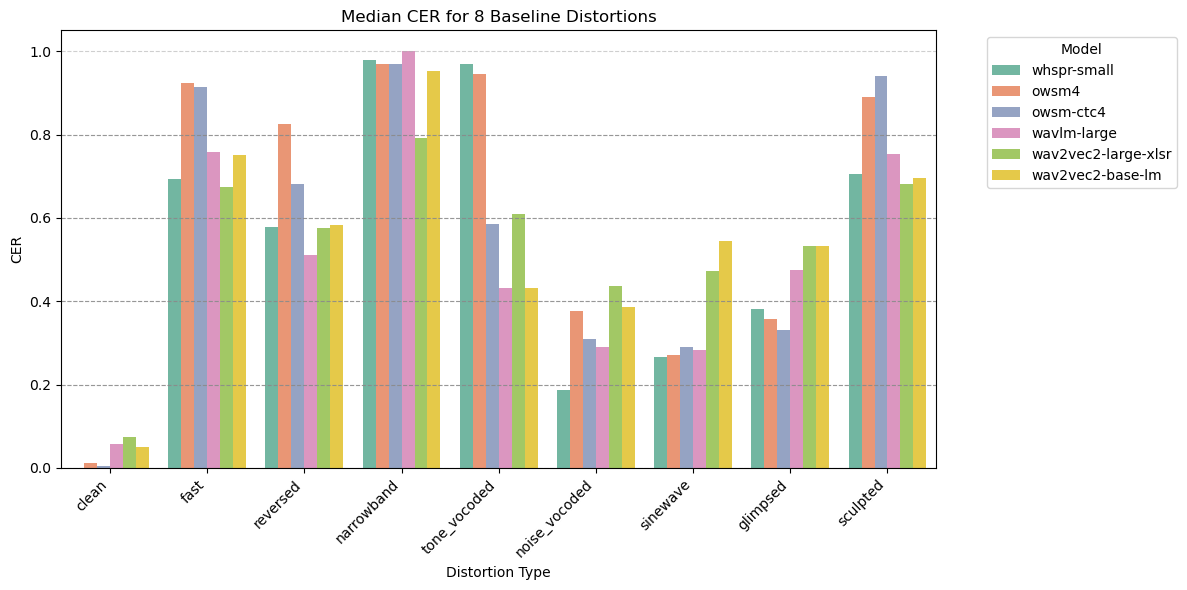 Median CER for 8 Baseline Distortions
CER
1.0
0.8
0.6
0.4
0.2
0.0
clean
fast
reversed
narrowband
tone_vocoded
noise_vocoded
sinewave
glimpsed
sculpted
Distortion Type
Model
whspr-small
owsm4
owsm-ctc4
wavlm-large
wav2vec2-large-xlsr
wav2vec2-base-lm